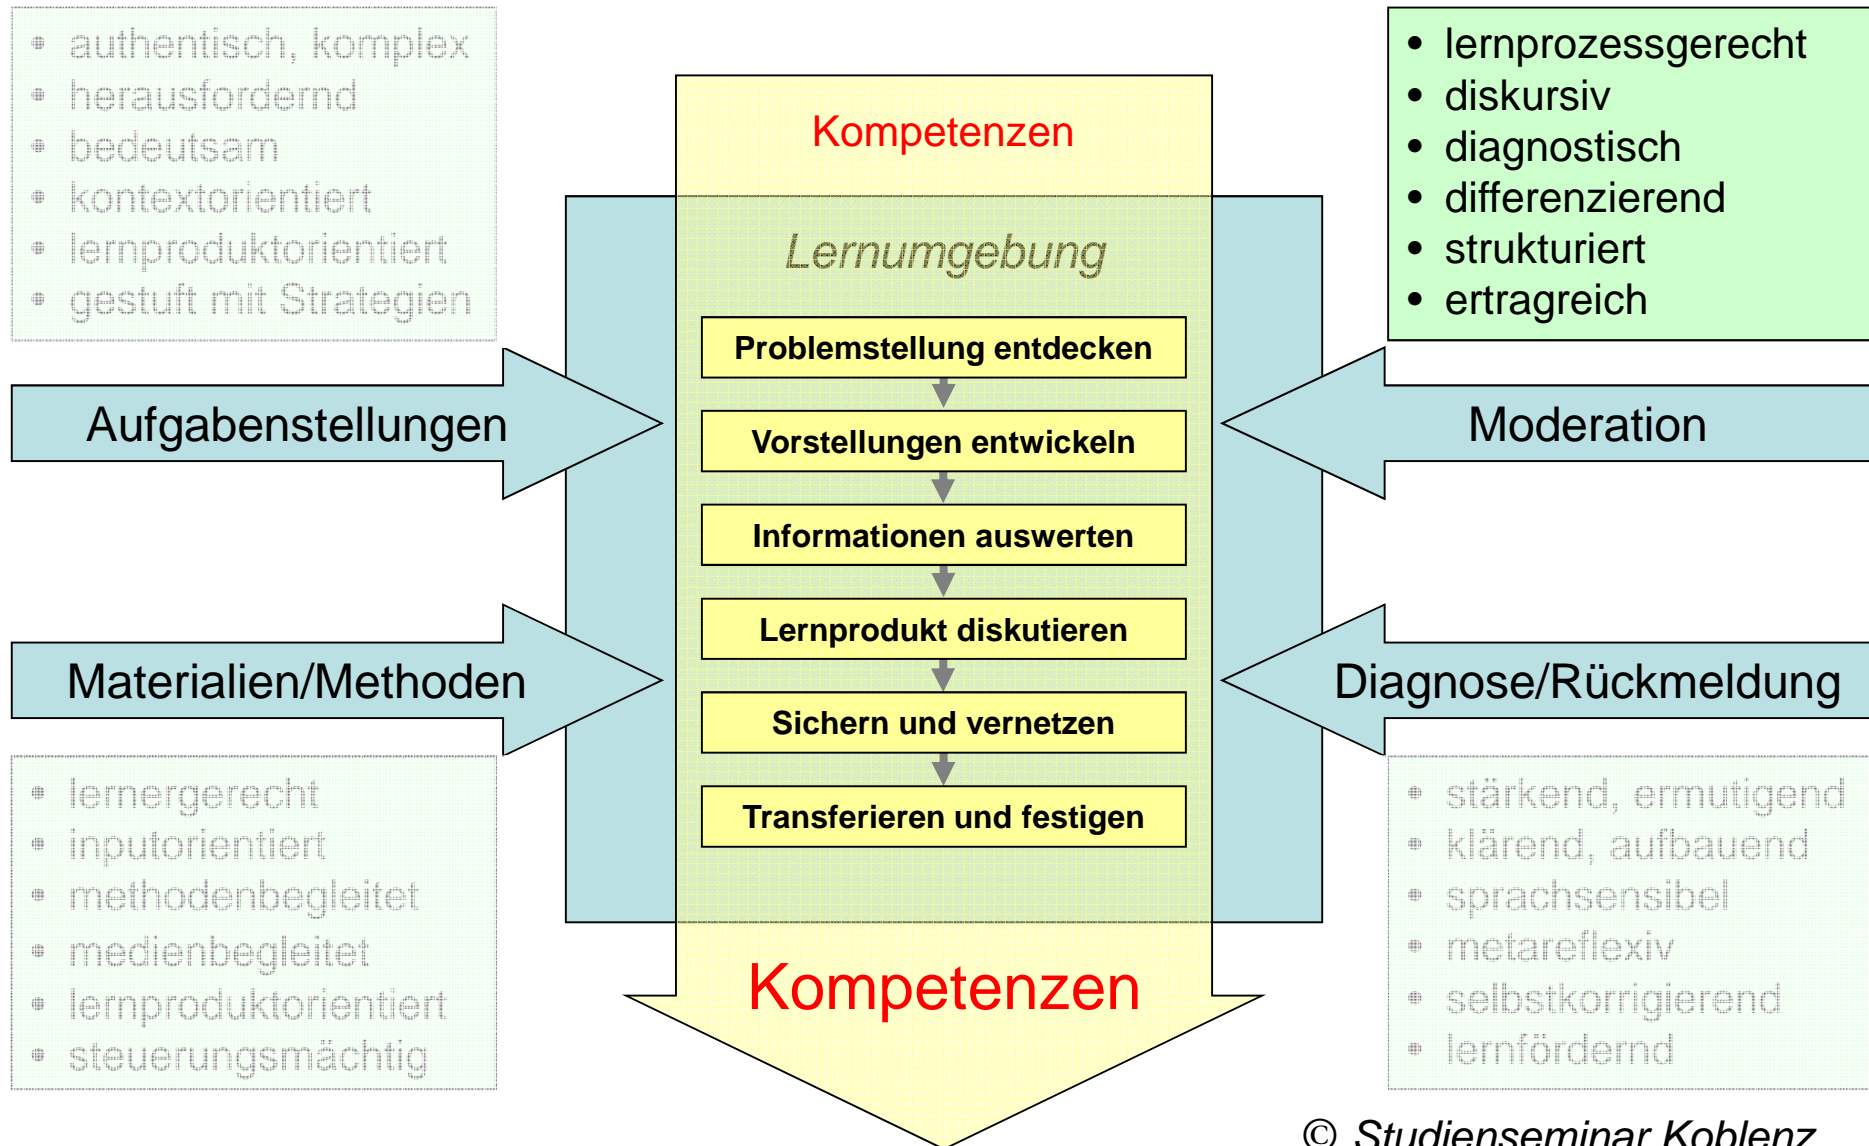 • authentisch, komplex
• herausfordernd
• bedeutsam
• kontextorientiert
• lernproduktorientiert
• gestuft mit Strategien
Kompetenzen
• lernprozessgerecht
• diskursiv
• diagnostisch
• differenzierend
• strukturiert
• ertragreich
Lernumgebung
Problemstellung entdecken
Vorstellungen entwickeln
Informationen auswerten
Lernprodukt diskutieren
Sichern und vernetzen
Transferieren und festigen
Aufgabenstellungen
Moderation
Materialien/Methoden
Diagnose/Rückmeldung
• lernergerecht
• inputorientiert
• methodenbegleitet
• medienbegleitet
• lernproduktorientiert
• steuerungsmächtig
Kompetenzen
• stärkend, ermutigend
• klärend, aufbauend
• sprachsensibel
• metareflexiv
• selbstkorrigierend
• lernfördernd
© Studienseminar Koblenz